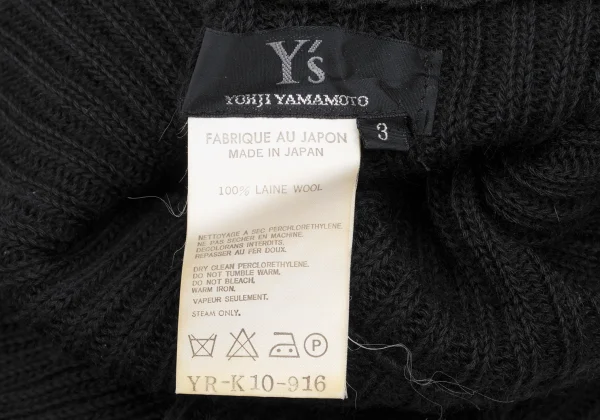 Y's
YOHJI YAMAMOTO
3
FABRIQUE AU JAPON
MADE IN JAPAN
100% LAINE WOOL
NETTOYAGE A SEC PERCHLORETHYLENE
NE PAS SECHER EN MACHINE.
DECOLORANS INTERDITS.
REPASSER AU FER DOUX.
DRY CLEAN PERCLORETHYLENE.
DO NOT TUMBLE WARM.
DO NOT BLEACH.
WARM IRON.
VAPEUR SEULEMENT.
STEAM ONLY.
P
YR-K10-916